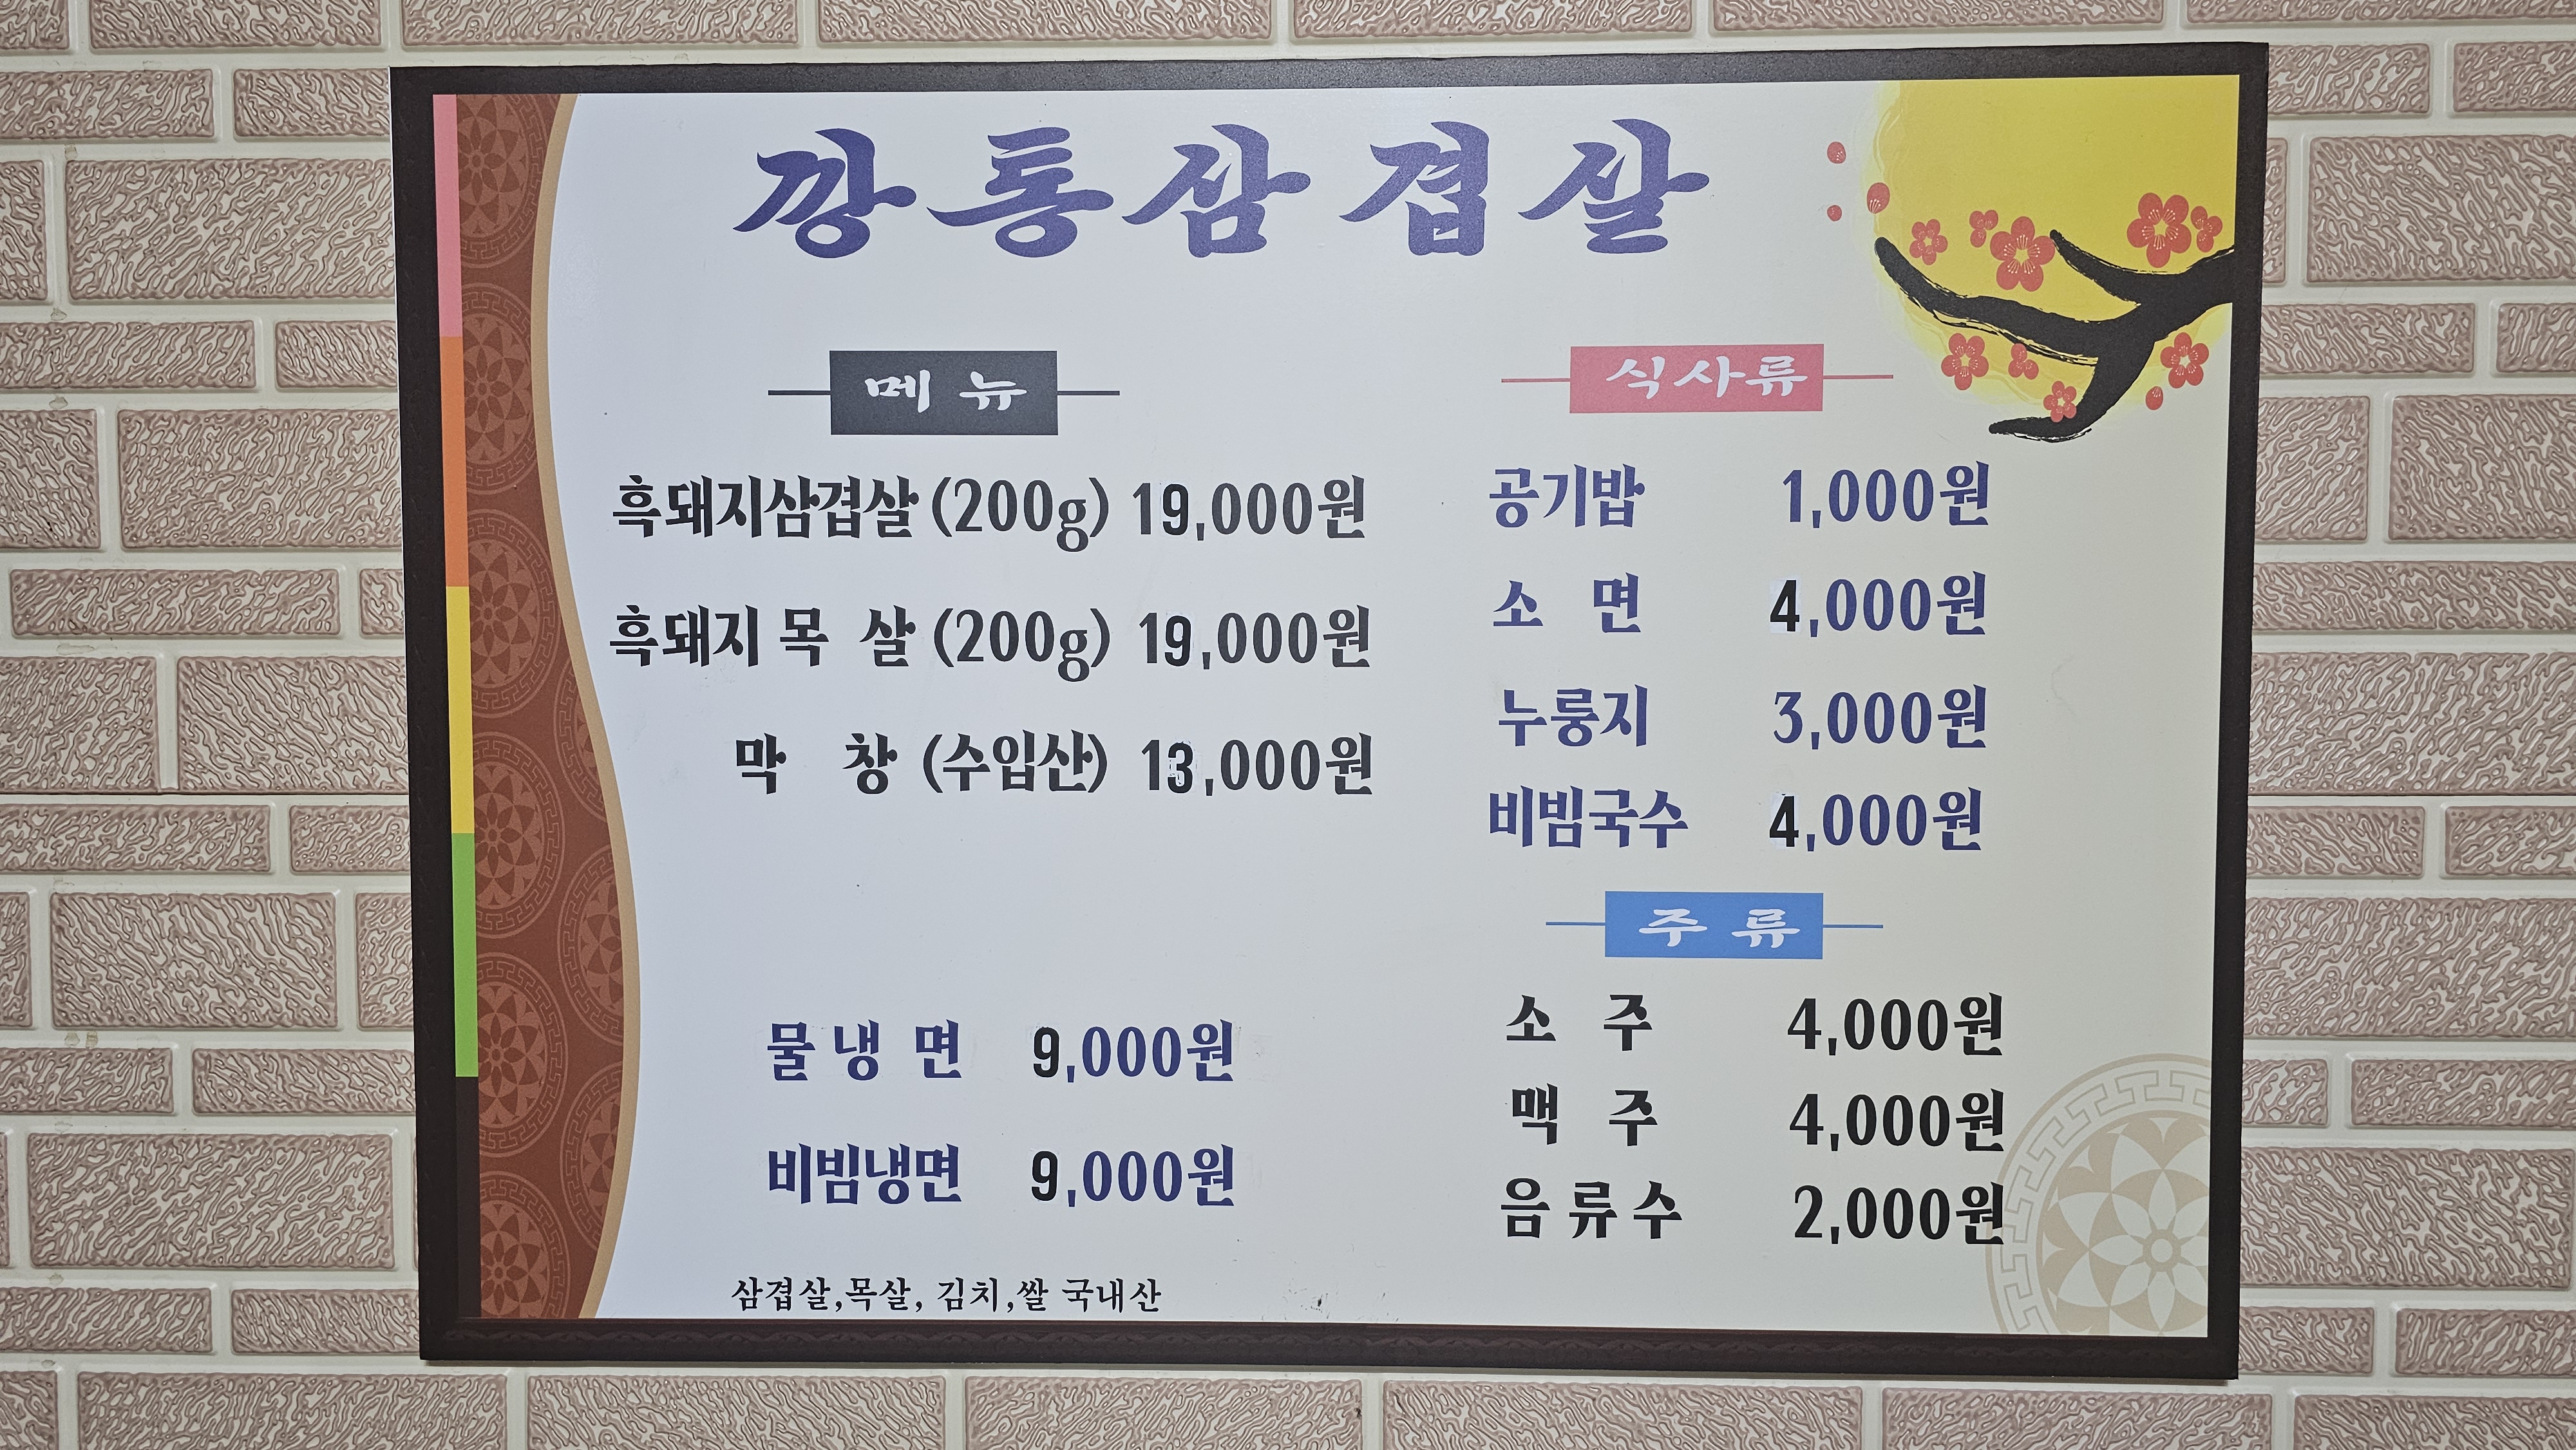 깡통삼겹살
메 뉴
흑돼지삼겹살 (200g) 19,000원
흑돼지 목 살 (200g) 19,000원
막 창 (수입산) 13,000원
물 냉 면 9,000원
비빔냉면 9,000원
삼겹살,목살, 김치,쌀 국내산
식사류
공기밥 1,000원
소 면 4,000원
누룽지 3,000원
비빔국수 4,000원
주 류
소 주 4,000원
맥 주 4,000원
음 류 수 2,000원